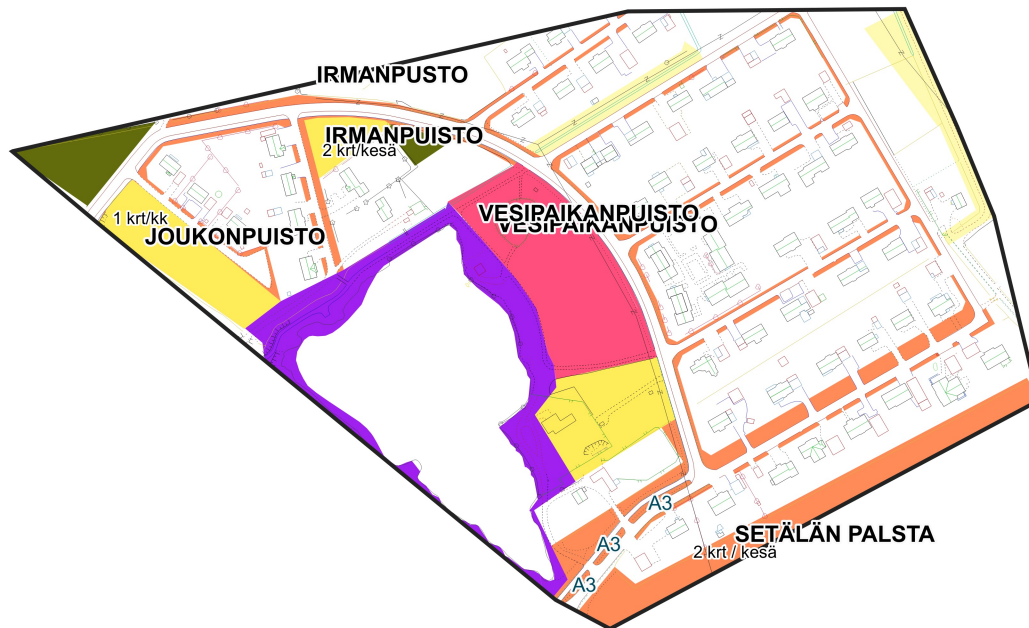 IRMANPUSTO
IRMANPUISTO
2 krt/kesä
1 krt/kk
JOUKONPUISTO
VESIPAIKANPUISTO
VESIPAIKANPUISTO
A3
A3
A3
SETÄLÄN PALSTA
2 krt / kesä